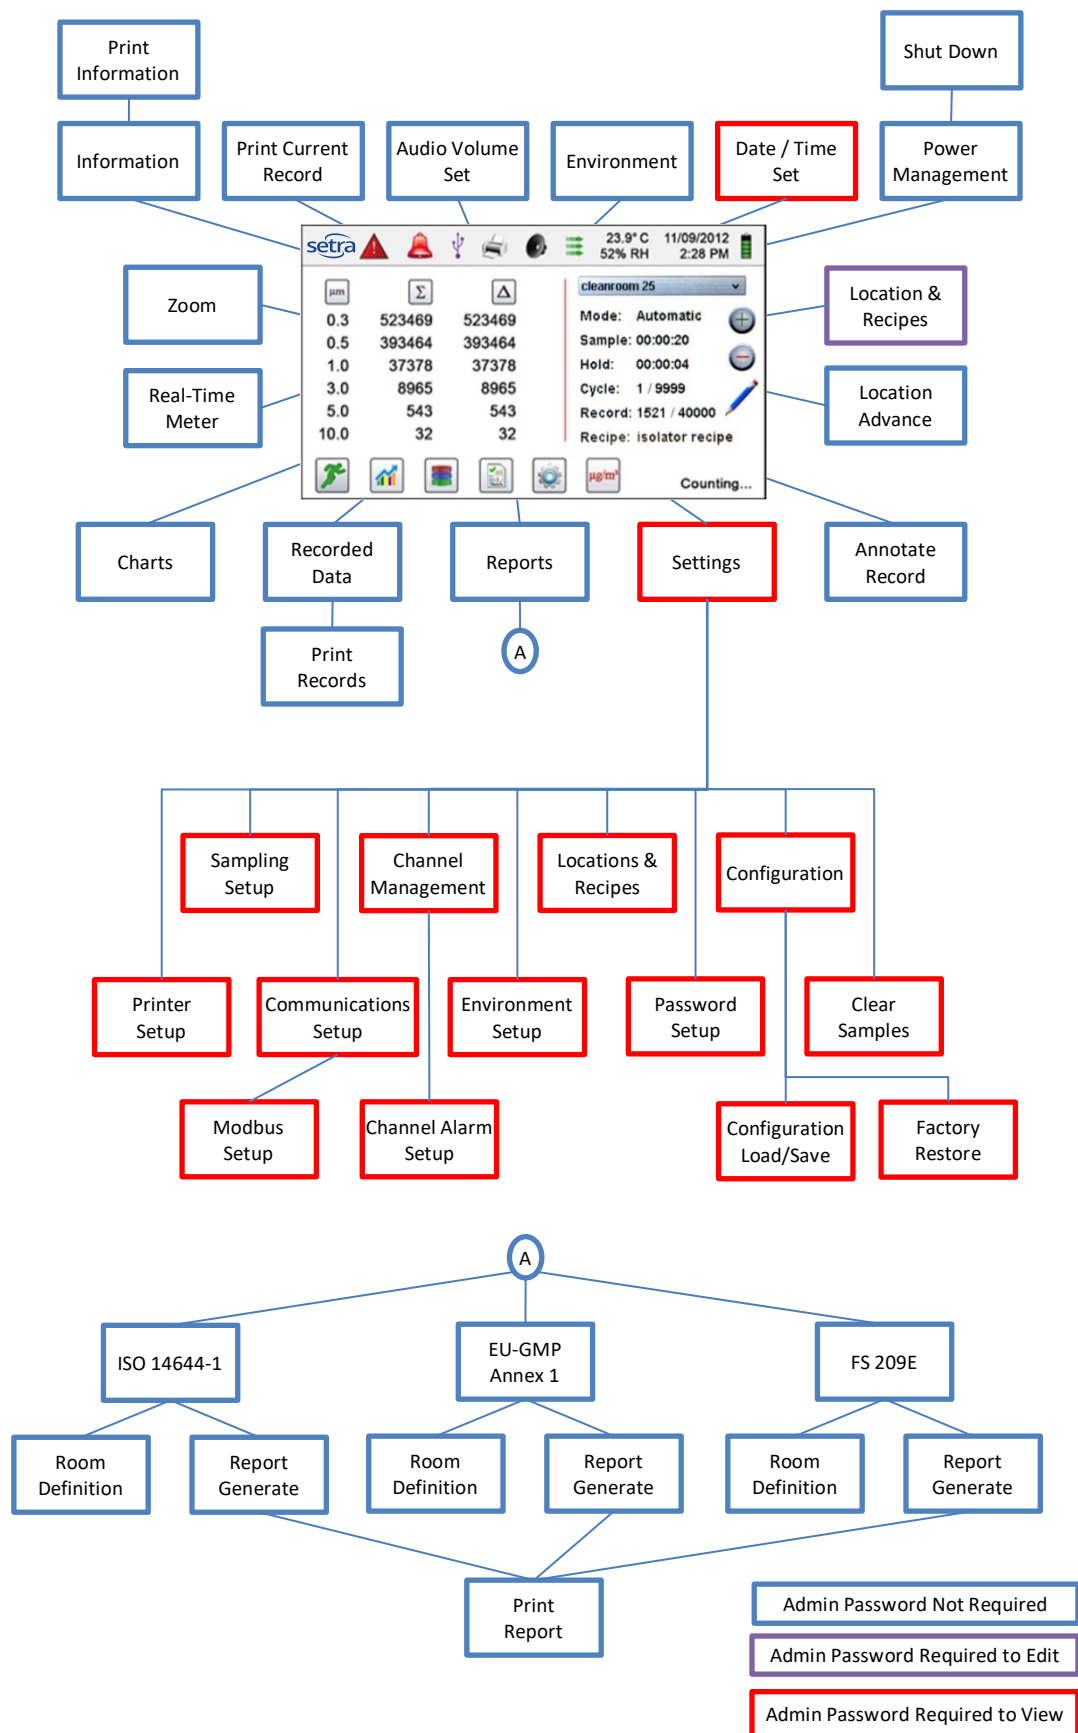 Print
Information
Shut Down
Information
Print Current
Record
Audio Volume
Set
Environment
Date / Time
Set
Power
Management
setra
23.9° C
52% RH
11/09/2012
2:28 PM
Zoom
Real-Time
Meter
µm Σ Δ
0.3 523469 523469
0.5 393464 393464
1.0 37378 37378
3.0 8965 8965
5.0 543 543
10.0 32 32
cleanroom 25
Mode: Automatic
Sample: 00:00:20
Hold: 00:00:04
Cycle: 1 / 9999
Record: 1521 / 40000
Recipe: isolator recipe
µg/m³
Counting...
Location &
Recipes
Location
Advance
Charts
Recorded
Data
Reports
Settings
Annotate
Record
Print
Records
A
Sampling
Setup
Channel
Management
Locations &
Recipes
Configuration
Printer
Setup
Communications
Setup
Environment
Setup
Password
Setup
Clear
Samples
Modbus
Setup
Channel Alarm
Setup
Configuration
Load/Save
Factory
Restore
A
ISO 14644-1
EU-GMP
Annex 1
FS 209E
Room
Definition
Report
Generate
Room
Definition
Report
Generate
Room
Definition
Report
Generate
Print
Report
Admin Password Not Required
Admin Password Required to Edit
Admin Password Required to View